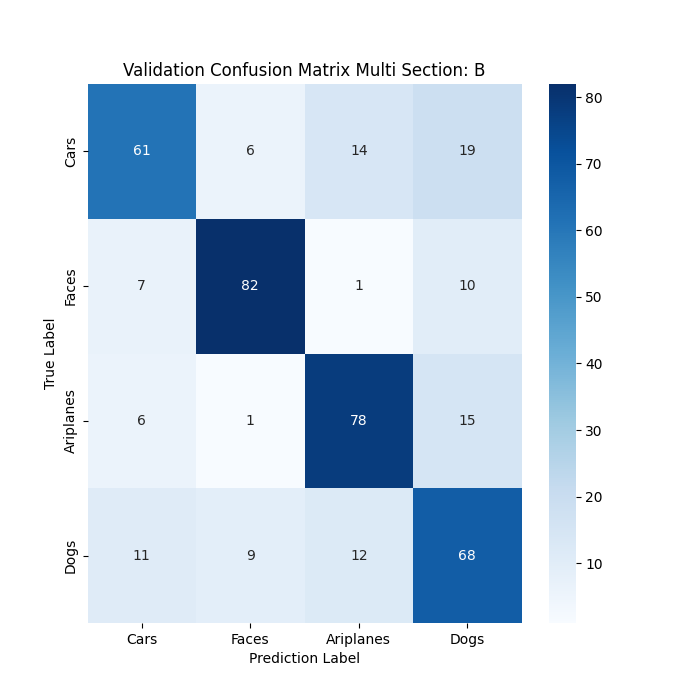 Validation Confusion Matrix Multi Section: B
Cars
61 6 14 19
Faces
7 82 1 10
Ariplanes
6 1 78 15
Dogs
11 9 12 68
True Label
Cars Faces Ariplanes Dogs
Prediction Label
80
70
60
50
40
30
20
10